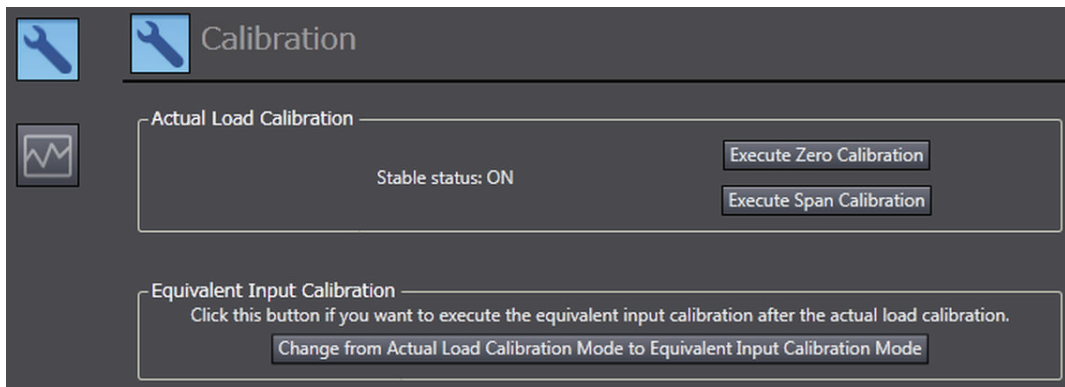 Calibration
Actual Load Calibration
Stable status: ON
Execute Zero Calibration
Execute Span Calibration
Equivalent Input Calibration
Click this button if you want to execute the equivalent input calibration after the actual load calibration.
Change from Actual Load Calibration Mode to Equivalent Input Calibration Mode